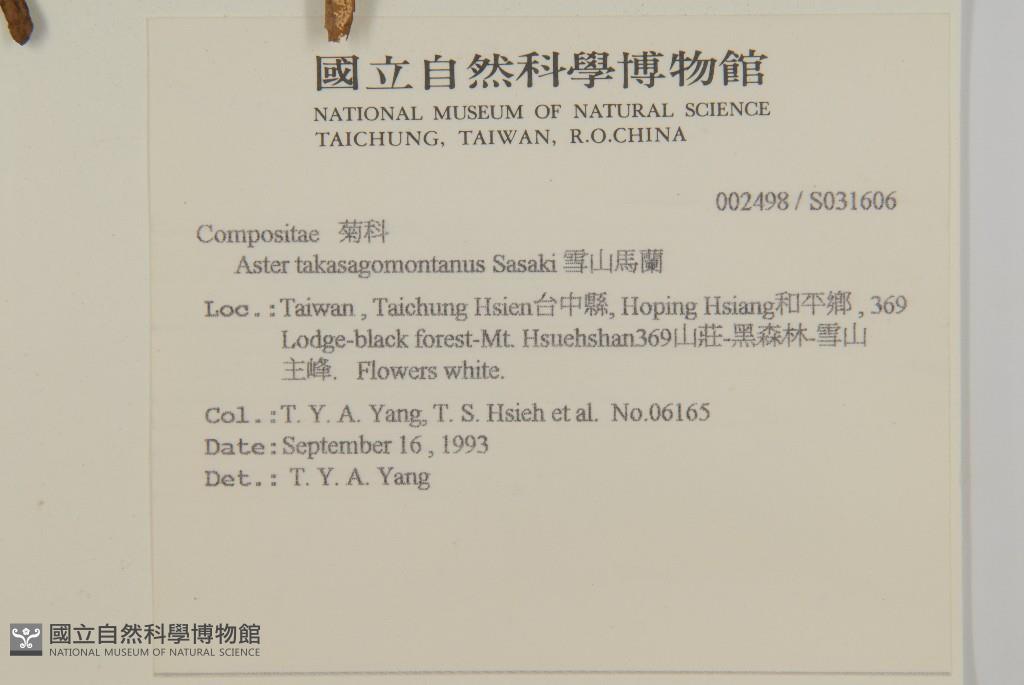 國立自然科學博物館
NATIONAL MUSEUM OF NATURAL SCIENCE
TAICHUNG, TAIWAN, R.O.CHINA
002498 / S031606
Compositae 菊科
Aster takasagomontanus Sasaki 雪山馬蘭
Loc.:Taiwan , Taichung Hsien台中縣, Hoping Hsiang和平鄉 , 369
Lodge-black forest-Mt. Hsuehshan369山莊-黑森林-雪山
主峰. Flowers white.
Col.:T. Y. A. Yang, T. S. Hsieh et al. No.06165
Date:September 16 , 1993
Det.: T. Y. A. Yang
國立自然科學博物館
NATIONAL MUSEUM OF NATURAL SCIENCE